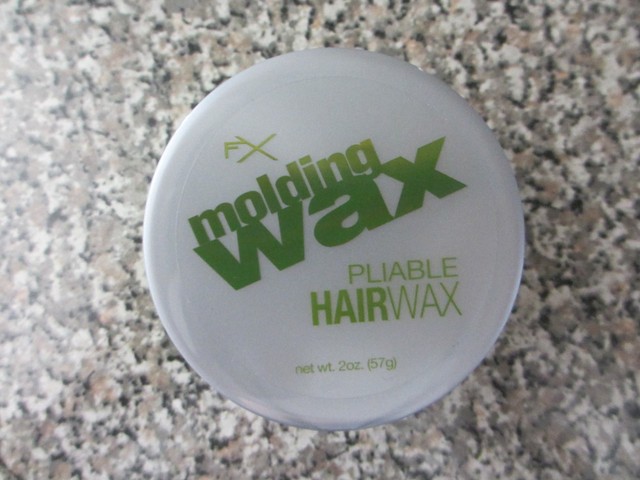 FX
molding
wax
PLIABLE
HAIRWAX
net wt. 2oz. (57g)